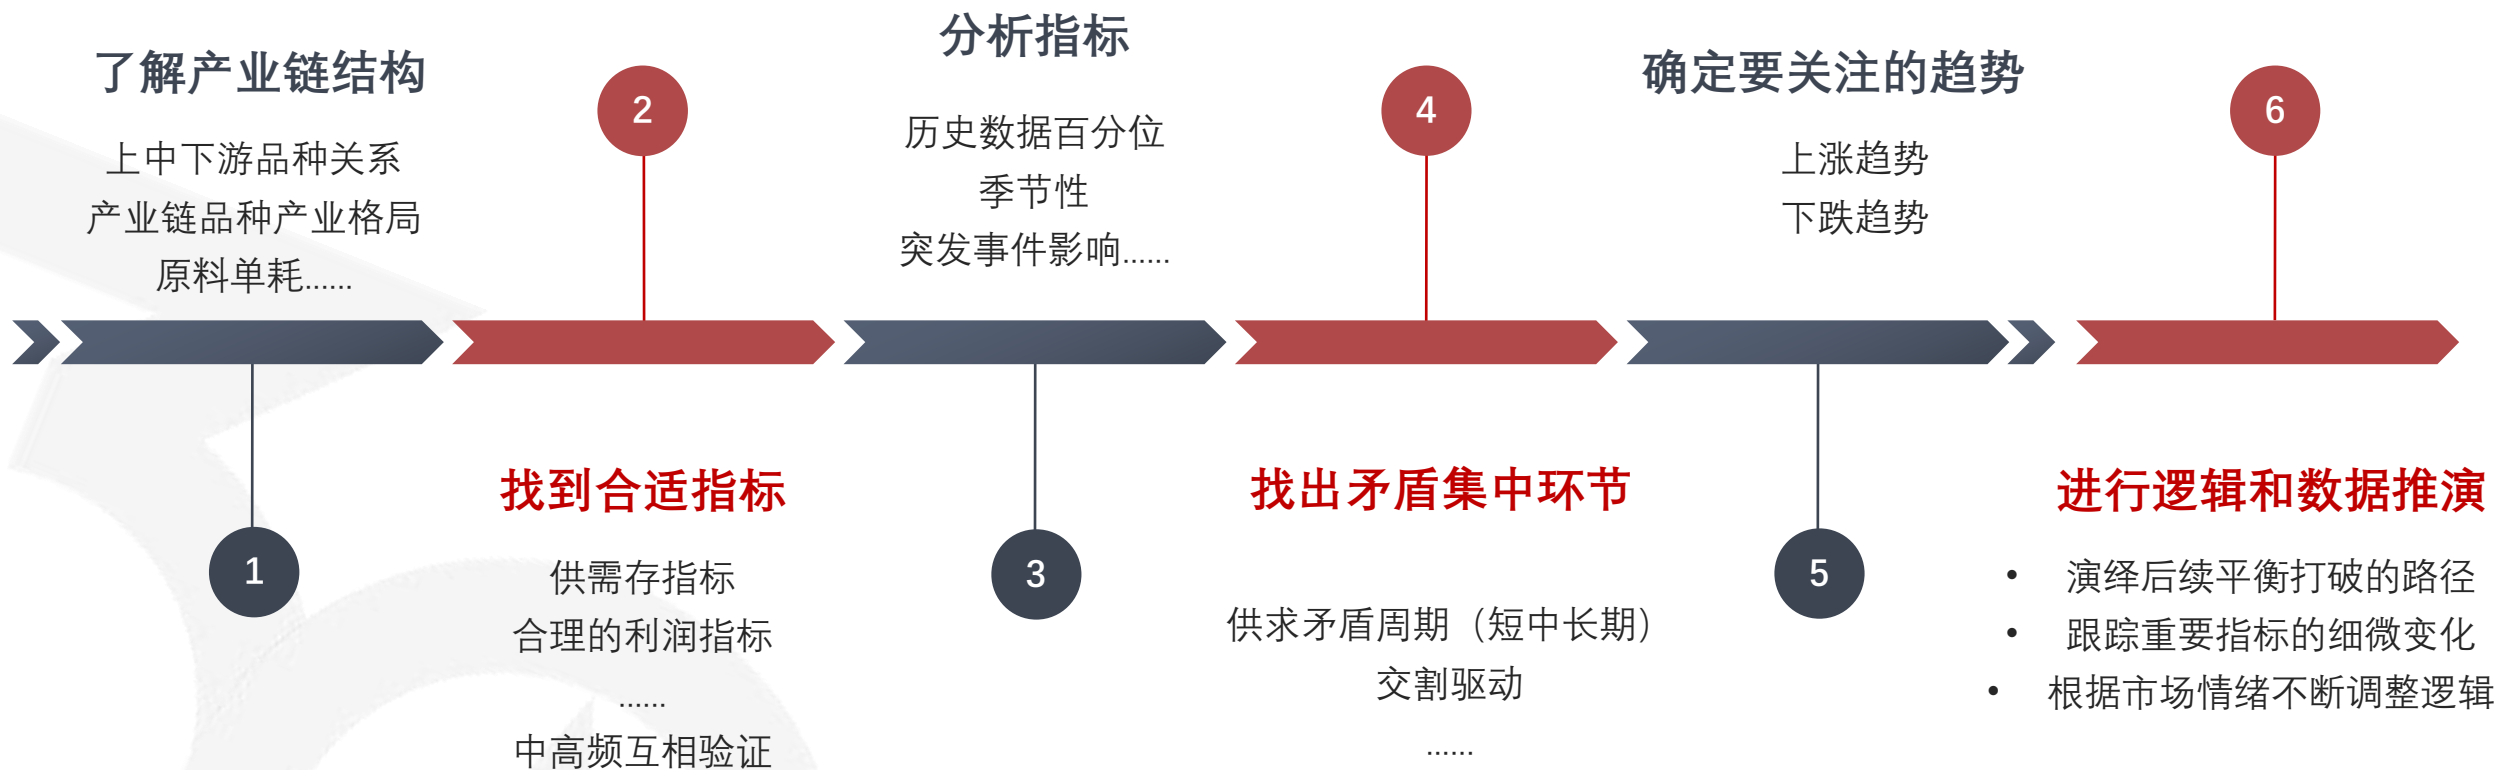 了解产业链结构
上中下游品种关系
产业链品种产业格局
原料单耗......
1
2
找到合适指标
供需存指标
合理的利润指标
......
中高频互相验证
分析指标
历史数据百分位
季节性
突发事件影响......
3
4
找出矛盾集中环节
供求矛盾周期（短中长期）
交割驱动
......
确定要关注的趋势
上涨趋势
下跌趋势
5
6
进行逻辑和数据推演
• 演绎后续平衡打破的路径
• 跟踪重要指标的细微变化
• 根据市场情绪不断调整逻辑